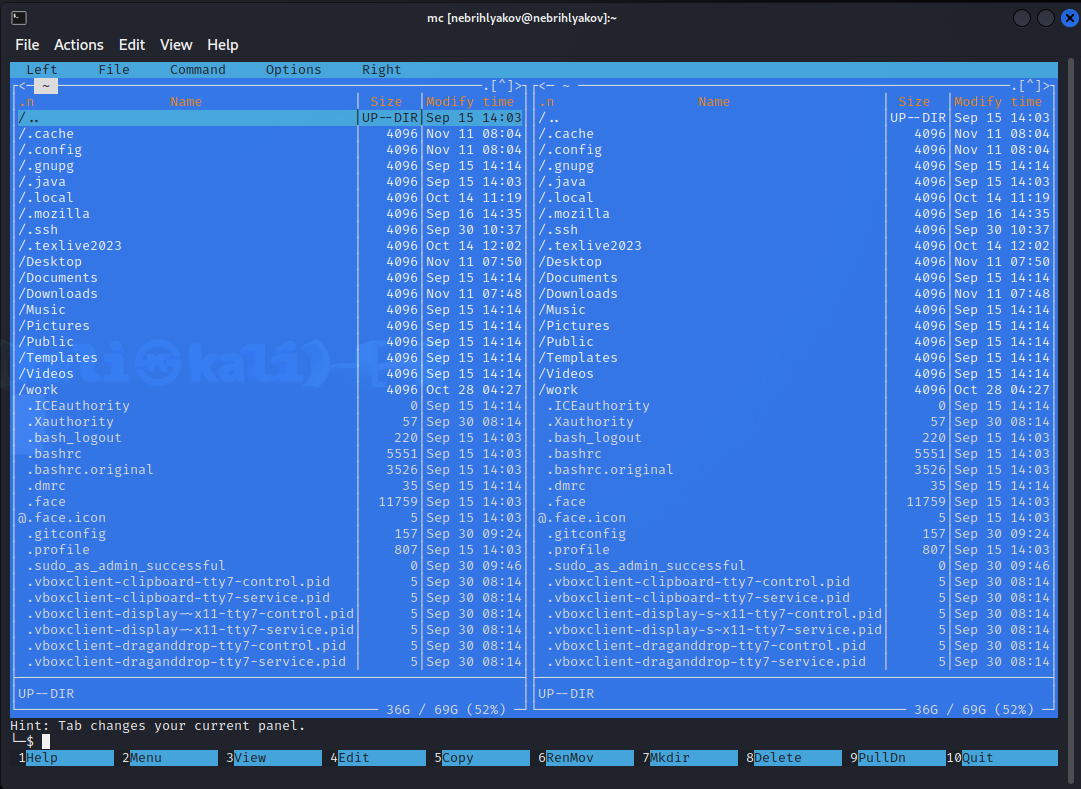 mc [nebrihlyakov@nebrihlyakov]:~
File Actions Edit View Help
Left File Command Options Right
┌<─ ~ ─.[^]>┐┌<─ ~ ─.[^]>┐
.n Name │ Size │Modify time .n Name │ Size │Modify time
/.. │UP--DIR│Sep 15 14:03 /.. │UP--DIR│Sep 15 14:03
/.cache │ 4096│Nov 11 08:04 /.cache │ 4096│Nov 11 08:04
/.config │ 4096│Nov 11 08:04 /.config │ 4096│Nov 11 08:04
/.gnupg │ 4096│Sep 15 14:14 /.gnupg │ 4096│Sep 15 14:14
/.java │ 4096│Sep 15 14:03 /.java │ 4096│Sep 15 14:03
/.local │ 4096│Oct 14 11:19 /.local │ 4096│Oct 14 11:19
/.mozilla │ 4096│Sep 16 14:35 /.mozilla │ 4096│Sep 16 14:35
/.ssh │ 4096│Sep 30 10:37 /.ssh │ 4096│Sep 30 10:37
/.texlive2023 │ 4096│Oct 14 12:02 /.texlive2023 │ 4096│Oct 14 12:02
/Desktop │ 4096│Nov 11 07:50 /Desktop │ 4096│Nov 11 07:50
/Documents │ 4096│Sep 15 14:14 /Documents │ 4096│Sep 15 14:14
/Downloads │ 4096│Nov 11 07:48 /Downloads │ 4096│Nov 11 07:48
/Music │ 4096│Sep 15 14:14 /Music │ 4096│Sep 15 14:14
/Pictures │ 4096│Sep 15 14:14 /Pictures │ 4096│Sep 15 14:14
/Public │ 4096│Sep 15 14:14 /Public │ 4096│Sep 15 14:14
/Templates │ 4096│Sep 15 14:14 /Templates │ 4096│Sep 15 14:14
/Videos │ 4096│Sep 15 14:14 /Videos │ 4096│Sep 15 14:14
/work │ 4096│Oct 28 04:27 /work │ 4096│Oct 28 04:27
.ICEauthority │ 0│Sep 15 14:14 .ICEauthority │ 0│Sep 15 14:14
.Xauthority │ 57│Sep 30 08:14 .Xauthority │ 57│Sep 30 08:14
.bash_logout │ 220│Sep 15 14:03 .bash_logout │ 220│Sep 15 14:03
.bashrc │ 5551│Sep 15 14:03 .bashrc │ 5551│Sep 15 14:03
.bashrc.original │ 3526│Sep 15 14:03 .bashrc.original │ 3526│Sep 15 14:03
.dmrc │ 35│Sep 15 14:14 .dmrc │ 35│Sep 15 14:14
.face │ 11759│Sep 15 14:03 .face │ 11759│Sep 15 14:03
@.face.icon │ 5│Sep 15 14:03 @.face.icon │ 5│Sep 15 14:03
.gitconfig │ 157│Sep 30 09:24 .gitconfig │ 157│Sep 30 09:24
.profile │ 807│Sep 15 14:03 .profile │ 807│Sep 15 14:03
.sudo_as_admin_successful │ 0│Sep 30 09:46 .sudo_as_admin_successful │ 0│Sep 30 09:46
.vboxclient-clipboard-tty7-control.pid │ 5│Sep 30 08:14 .vboxclient-clipboard-tty7-control.pid │ 5│Sep 30 08:14
.vboxclient-clipboard-tty7-service.pid │ 5│Sep 30 08:14 .vboxclient-clipboard-tty7-service.pid │ 5│Sep 30 08:14
.vboxclient-display-~x11-tty7-control.pid│ 5│Sep 30 08:14 .vboxclient-display-s~x11-tty7-control.pid│ 5│Sep 30 08:14
.vboxclient-display-~x11-tty7-service.pid│ 5│Sep 30 08:14 .vboxclient-display-s~x11-tty7-service.pid│ 5│Sep 30 08:14
.vboxclient-draganddrop-tty7-control.pid │ 5│Sep 30 08:14 .vboxclient-draganddrop-tty7-control.pid │ 5│Sep 30 08:14
.vboxclient-draganddrop-tty7-service.pid │ 5│Sep 30 08:14 .vboxclient-draganddrop-tty7-service.pid │ 5│Sep 30 08:14
UP--DIR UP--DIR
36G / 69G (52%) 36G / 69G (52%)
Hint: Tab changes your current panel.
└─$
1Help 2Menu 3View 4Edit 5Copy 6RenMov 7Mkdir 8Delete 9PullDn 10Quit